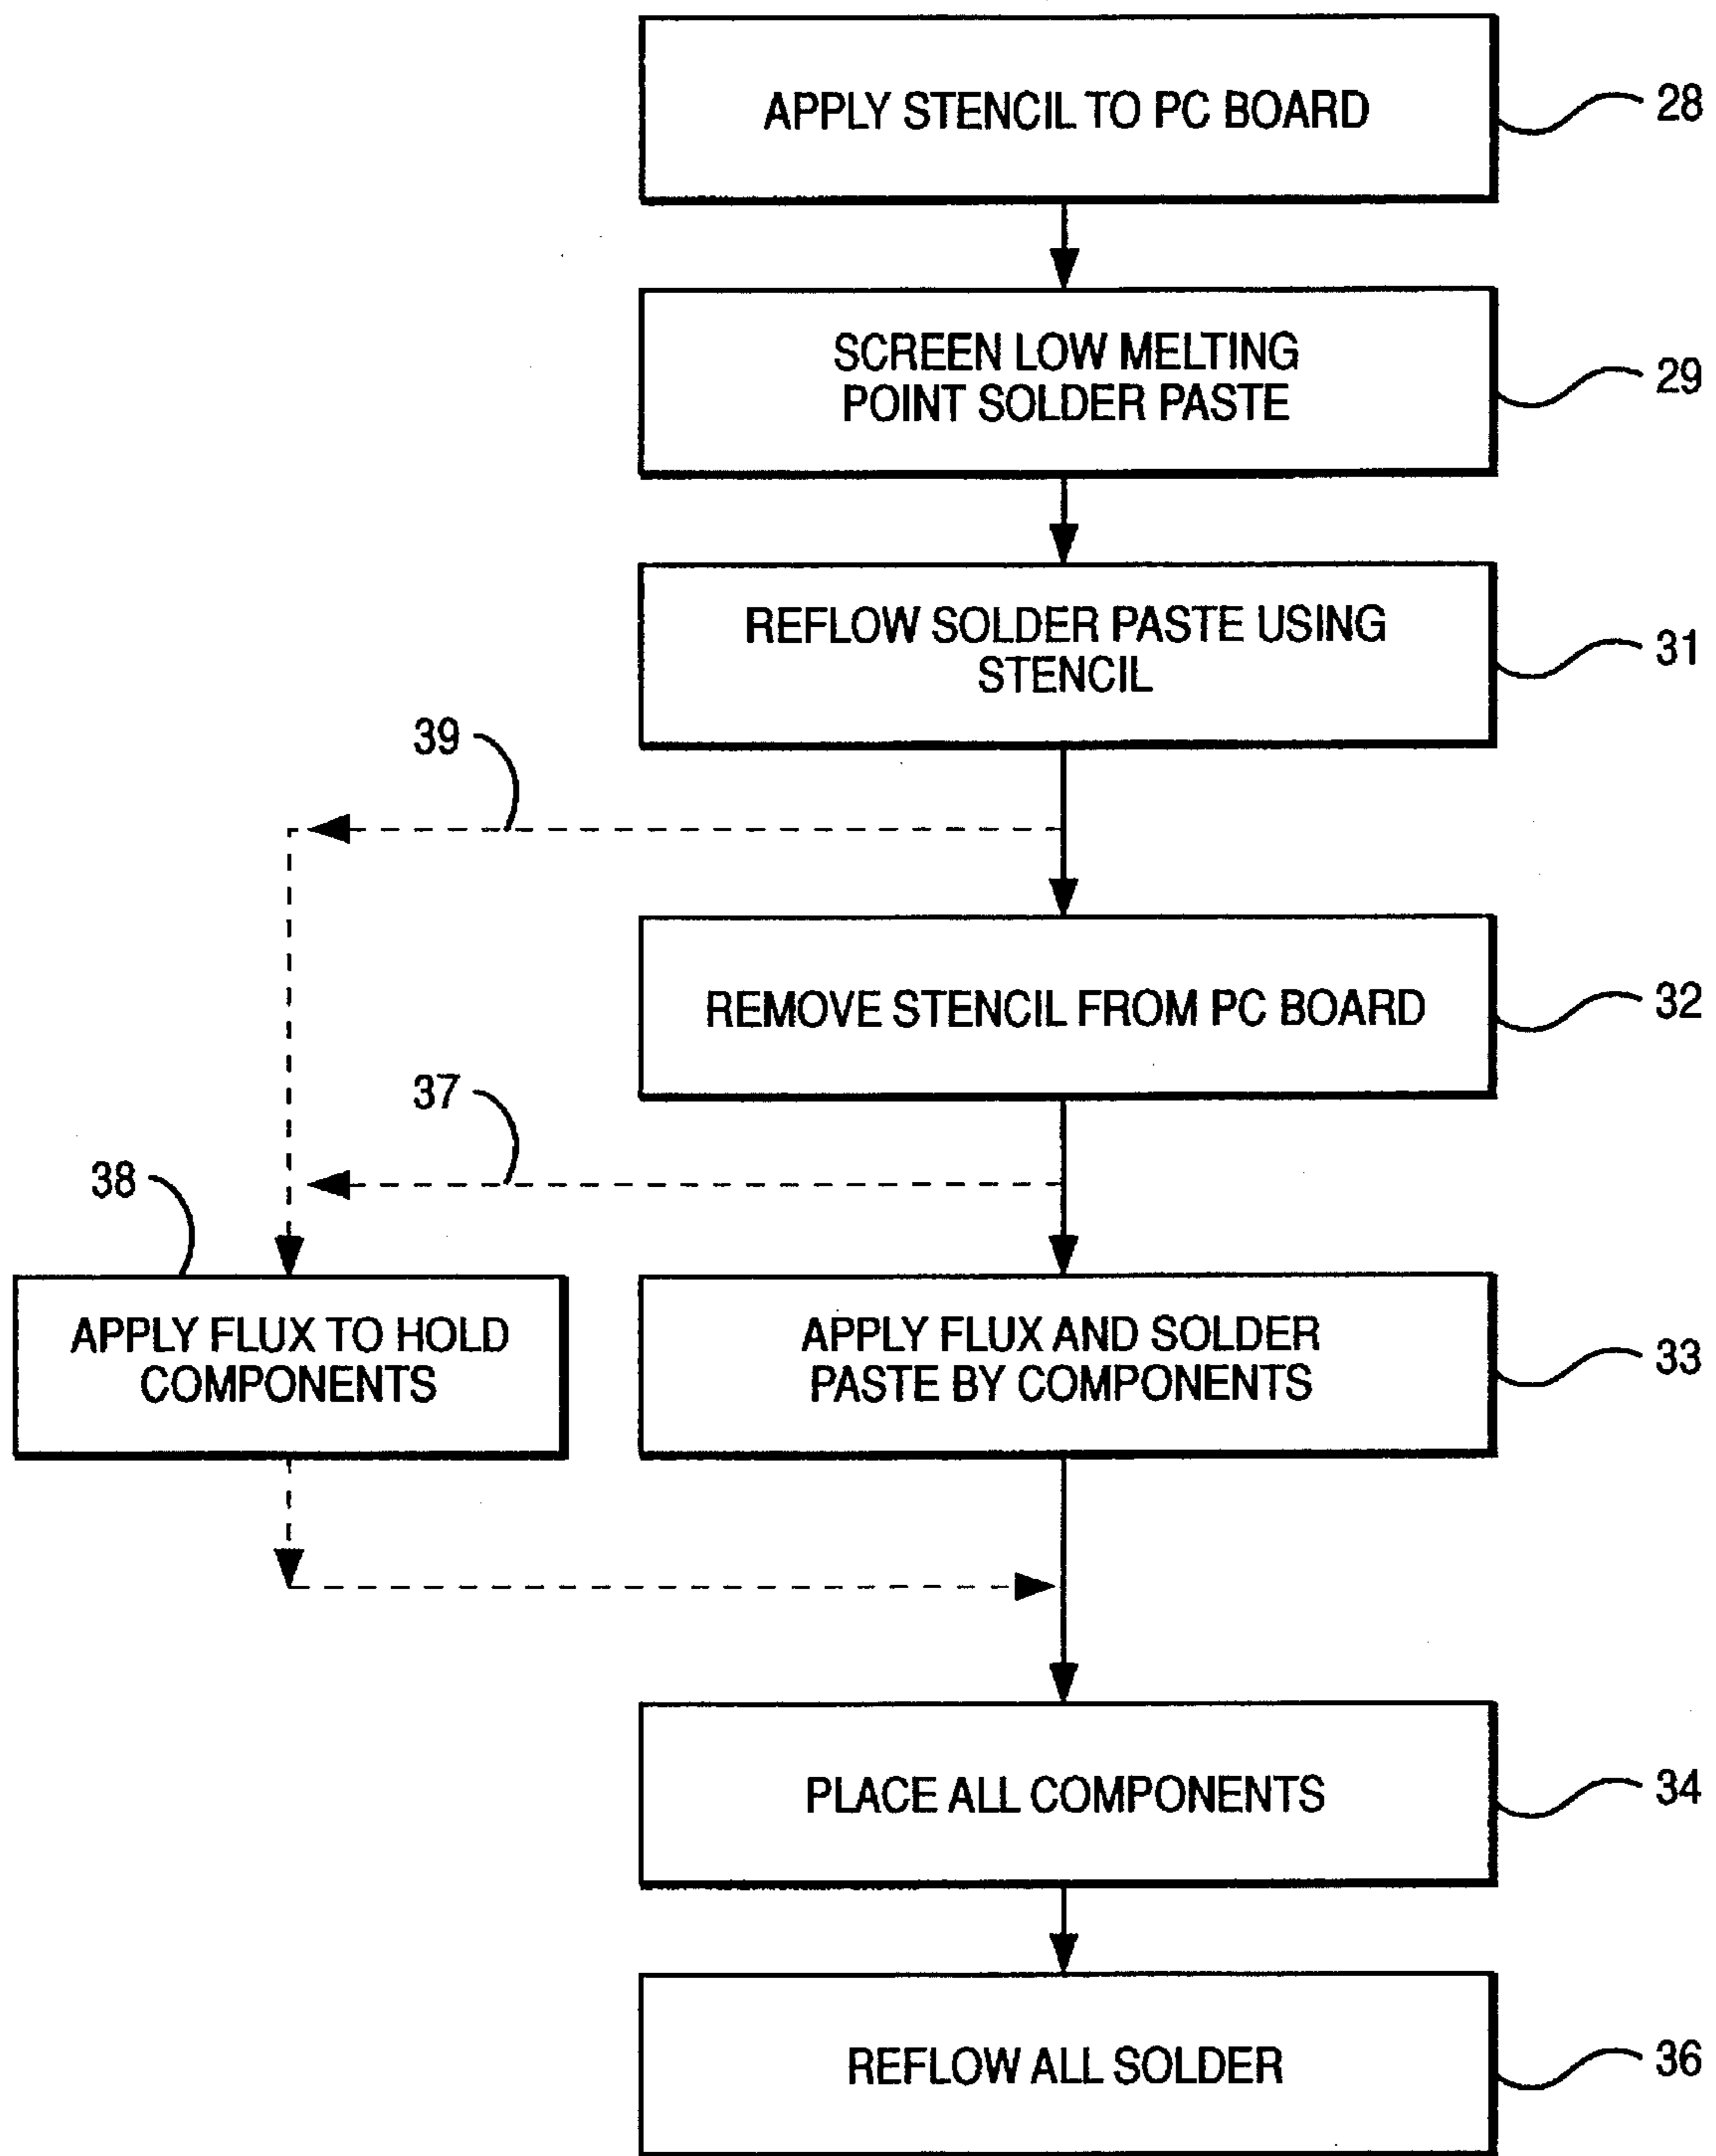 APPLY STENCIL TO PC BOARD
28
SCREEN LOW MELTING
POINT SOLDER PASTE
29
REFLOW SOLDER PASTE USING
STENCIL
31
39
REMOVE STENCIL FROM PC BOARD
32
37
38
APPLY FLUX TO HOLD
COMPONENTS
APPLY FLUX AND SOLDER
PASTE BY COMPONENTS
33
PLACE ALL COMPONENTS
34
REFLOW ALL SOLDER
36